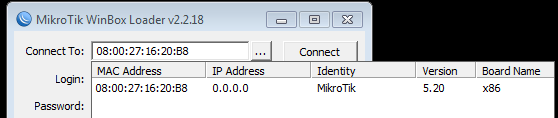 MikroTik WinBox Loader v2.2.18
Connect To: 08:00:27:16:20:B8 ... Connect
MAC Address IP Address Identity Version Board Name
Login: 08:00:27:16:20:B8 0.0.0.0 MikroTik 5.20 x86
Password: